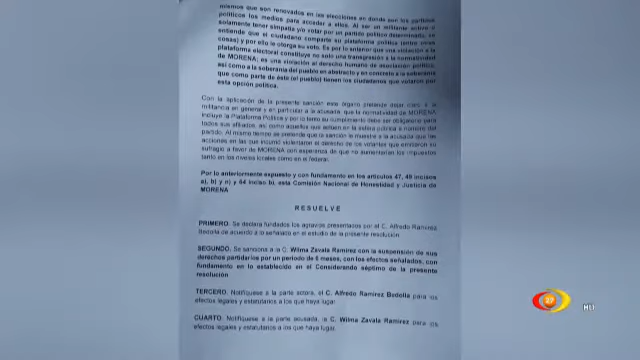 mismos que son renovados en las elecciones en donde son los partidos
políticos los medios para acceder a ellos. Al ser un militante activo o
solamente tener simpatía y/o votar por un partido político determinado, se
entiende que el ciudadano comparte su plataforma política (entre otras
cosas) y por ello le otorga su voto. Es por lo anterior que una violación a la
plataforma electoral constituye no solo una transgresión a la normatividad
de MORENA; es una violación al derecho humano de asociación política,
así como a la soberanía del pueblo en abstracto y en concreto a la soberanía
que como parte de éste (el pueblo) tienen los ciudadanos que votaron por
esta opción política.
Con la aplicación de la presente sanción este órgano pretende dejar claro a la
militancia en general y en particular a la acusada, que la normatividad de MORENA
incluye la Plataforma Política y por lo tanto su cumplimiento debe ser obligatorio para
todos sus afiliados, así como aquellos que actúen en la esfera pública a nombre del
partido. Al mismo tiempo se pretende que la sanción le muestre a la acusada que las
acciones en las que incurrió violentaron el derecho de los votantes que emitieron su
sufragio a favor de MORENA con esperanza de que no aumentarían los impuestos
tanto en los niveles locales como en el federal.
Por lo anteriormente expuesto y con fundamento en los artículos 47, 49 incisos
a), b) y n) y 64 inciso b), esta Comisión Nacional de Honestidad y Justicia de
MORENA
RESUELVE
PRIMERO. Se declara fundados los agravios presentados por el C. Alfredo Ramírez
Bedolla de acuerdo a lo señalado en el estudio de la presente resolución.
SEGUNDO. Se sanciona a la C. Wilma Zavala Ramírez con la suspensión de sus
derechos partidarios por un periodo de 6 meses, con los efectos señalados, con
fundamento en lo establecido en el Considerando séptimo de la presente
resolución
TERCERO. Notifíquese a la parte actora, el C. Alfredo Ramírez Bedolla para los
efectos legales y estatutarios a los que haya lugar.
CUARTO. Notifíquese a la parte acusada, la C. Wilma Zavala Ramírez para los
efectos legales y estatutarios a los que haya lugar.
27